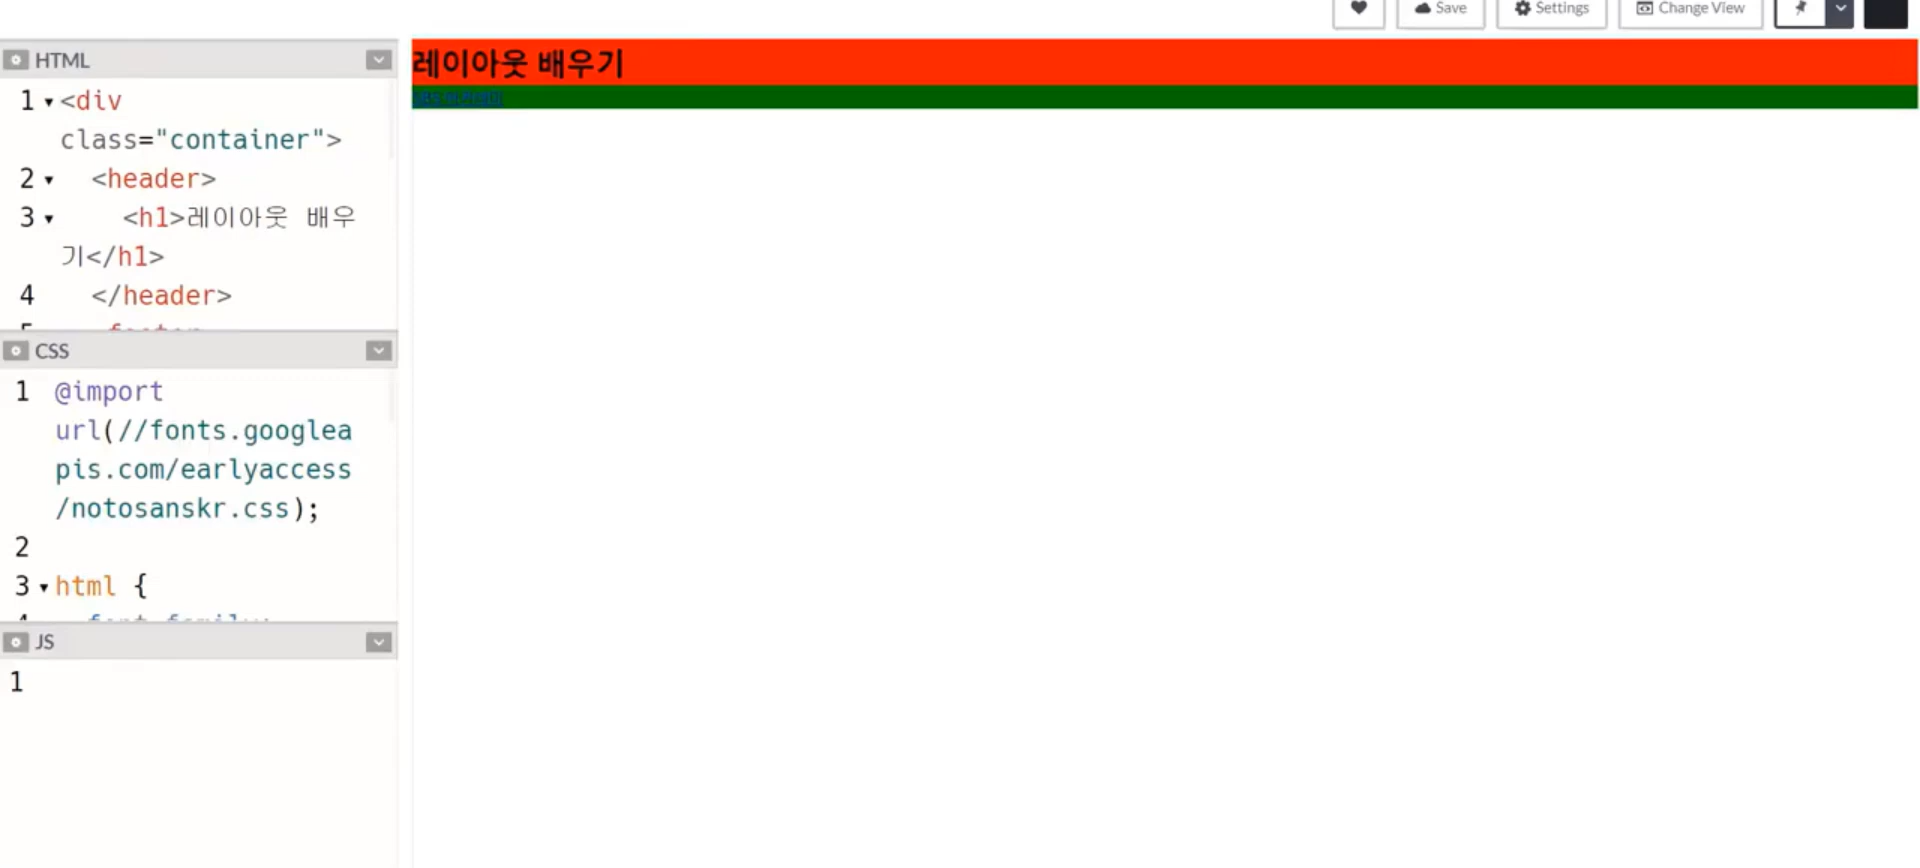 Save
Settings
Change View
HTML
1 <div
class="container">
2 <header>
3 <h1>레이아웃 배우
기</h1>
4 </header>
CSS
1 @import
url(//fonts.googlea
pis.com/earlyaccess
/notosanskr.css);
2
3 html {
JS
1
레이아웃 배우기